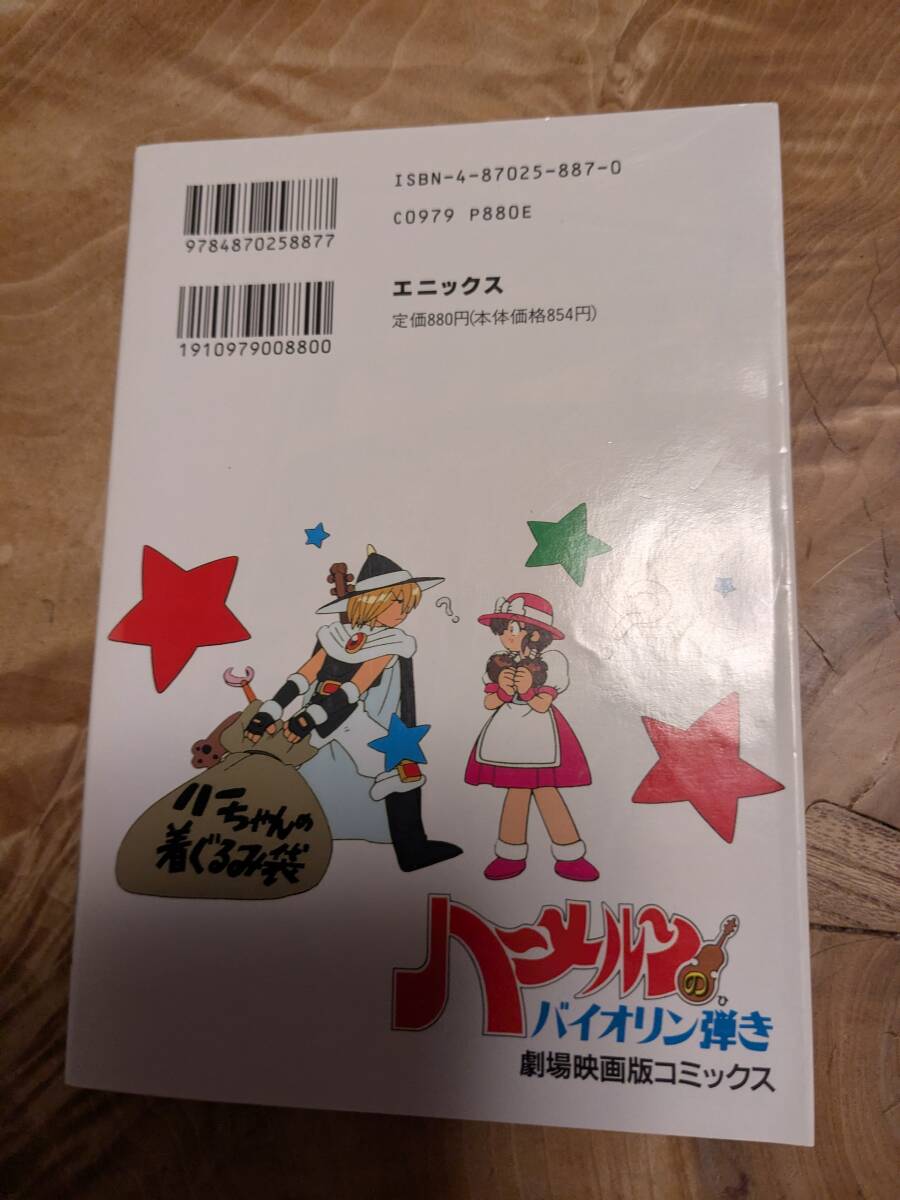 ISBN-4-87025-887-0
C0979 P880E
9784870258877
エニックス
定価880円(本体価格854円)
1910979008800
?
?
ハーちゃんの
着ぐるみ袋
ハーメルンの
バイオリン弾き
ひ
劇場映画版コミックス